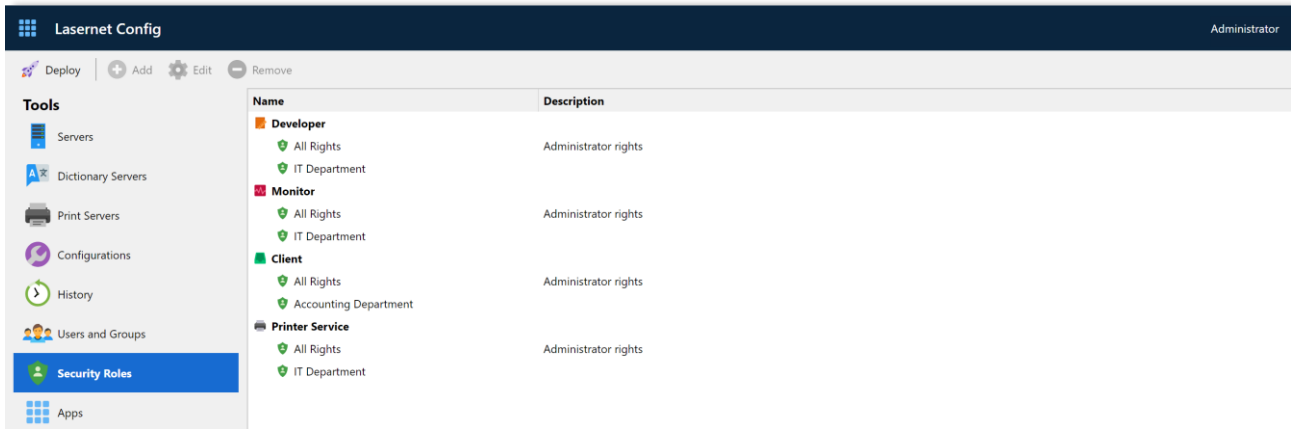 Lasernet Config
Administrator
Deploy Add Edit Remove
Tools
Servers
Dictionary Servers
Print Servers
Configurations
History
Users and Groups
Security Roles
Apps
Name Description
Developer
All Rights Administrator rights
IT Department
Monitor
All Rights Administrator rights
IT Department
Client
All Rights Administrator rights
Accounting Department
Printer Service
All Rights Administrator rights
IT Department